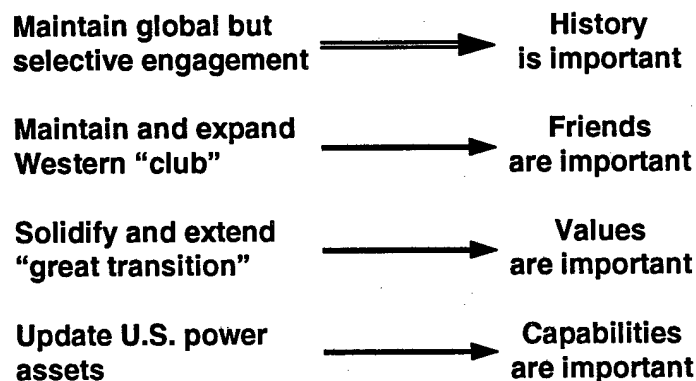 Maintain global but
selective engagement
History
is important
Maintain and expand
Western “club”
Friends
are important
Solidify and extend
“great transition”
Values
are important
Update U.S. power
assets
Capabilities
are important